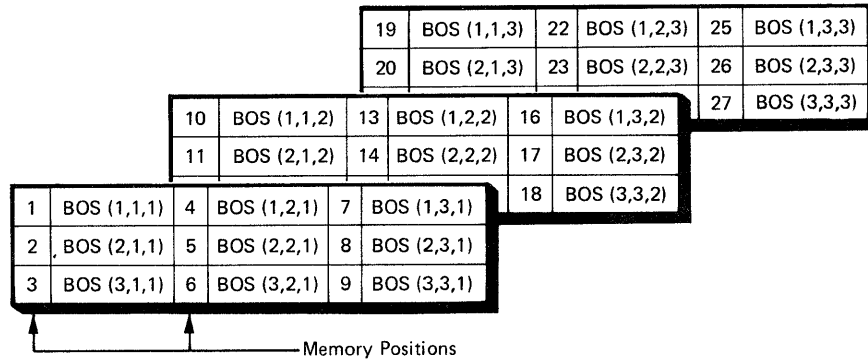 19 BOS (1,1,3) 22 BOS (1,2,3) 25 BOS (1,3,3)
20 BOS (2,1,3) 23 BOS (2,2,3) 26 BOS (2,3,3)
27 BOS (3,3,3)
10 BOS (1,1,2) 13 BOS (1,2,2) 16 BOS (1,3,2)
11 BOS (2,1,2) 14 BOS (2,2,2) 17 BOS (2,3,2)
18 BOS (3,3,2)
1 BOS (1,1,1) 4 BOS (1,2,1) 7 BOS (1,3,1)
2 BOS (2,1,1) 5 BOS (2,2,1) 8 BOS (2,3,1)
3 BOS (3,1,1) 6 BOS (3,2,1) 9 BOS (3,3,1)
Memory Positions